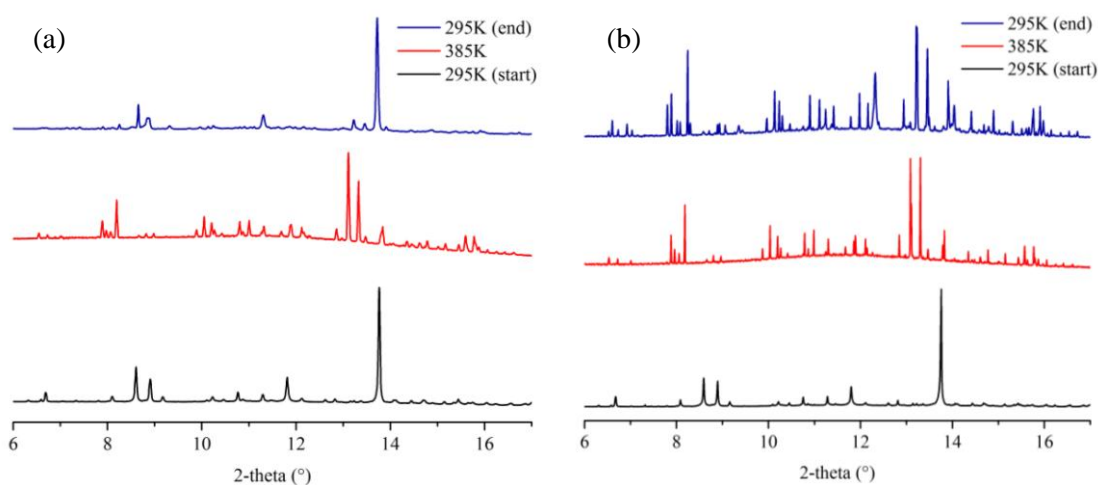 (a)
295K (end)
385K
295K (start)
6 8 10 12 14 16
2-theta (°)
(b)
295K (end)
385K
295K (start)
6 8 10 12 14 16
2-theta (°)